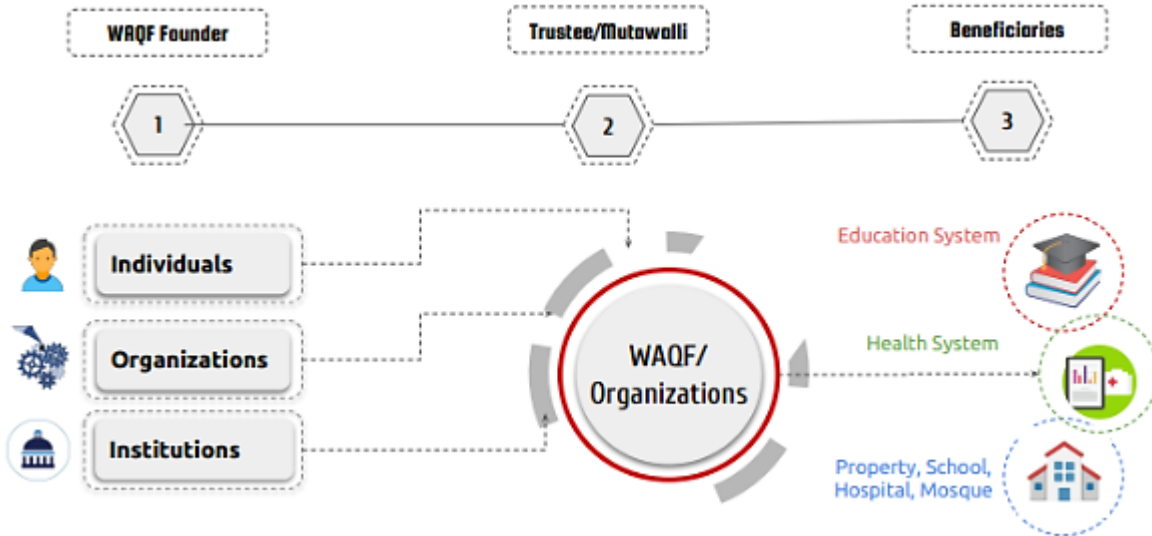 WAQF Founder
Trustee/Mutawalli
Beneficiaries
1
2
3
Individuals
Organizations
Institutions
WAQF/
Organizations
Education System
Health System
Property, School,
Hospital, Mosque